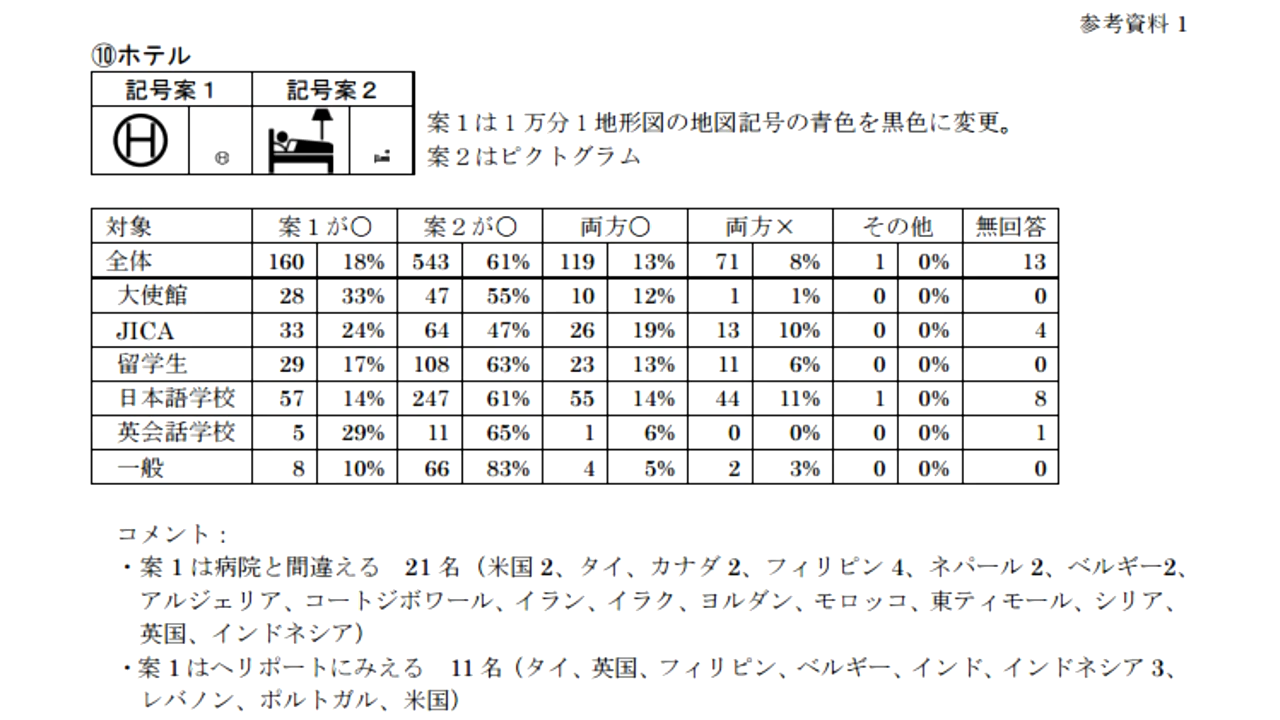 参考資料 1
⑩ホテル
記号案1 記号案2
H H
案1は1万分1地形図の地図記号の青色を黒色に変更。
案2はピクトグラム
対象 案1が○ 案2が○ 両方○ 両方× その他 無回答
全体 160 18% 543 61% 119 13% 71 8% 1 0% 13
大使館 28 33% 47 55% 10 12% 1 1% 0 0% 0
JICA 33 24% 64 47% 26 19% 13 10% 0 0% 4
留学生 29 17% 108 63% 23 13% 11 6% 0 0% 0
日本語学校 57 14% 247 61% 55 14% 44 11% 1 0% 8
英会話学校 5 29% 11 65% 1 6% 0 0% 0 0% 1
一般 8 10% 66 83% 4 5% 2 3% 0 0% 0
コメント：
・案1は病院と間違える 21名（米国2、タイ、カナダ2、フィリピン4、ネパール2、ベルギー2、
アルジェリア、コートジボワール、イラン、イラク、ヨルダン、モロッコ、東ティモール、シリア、
英国、インドネシア）
・案1はヘリポートにみえる 11名（タイ、英国、フィリピン、ベルギー、インド、インドネシア3、
レバノン、ポルトガル、米国）